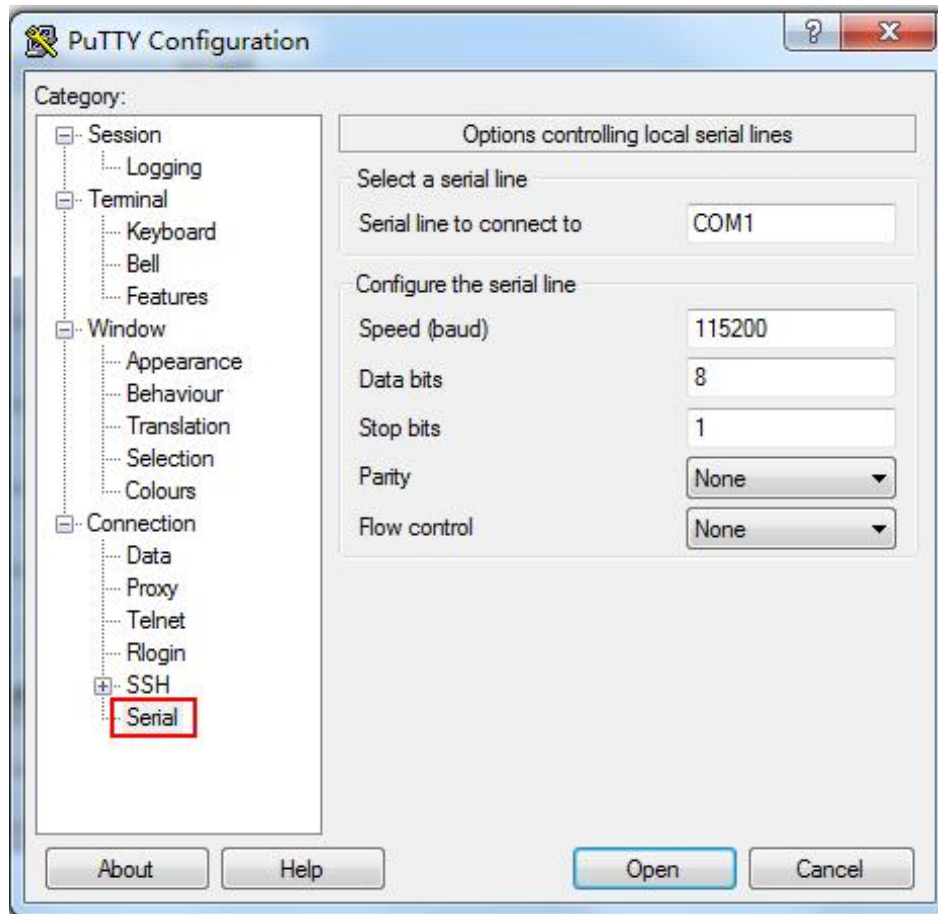 PuTTY Configuration
Category:
Session
Logging
Terminal
Keyboard
Bell
Features
Window
Appearance
Behaviour
Translation
Selection
Colours
Connection
Data
Proxy
Telnet
Rlogin
SSH
Serial
Options controlling local serial lines
Select a serial line
Serial line to connect to COM1
Configure the serial line
Speed (baud) 115200
Data bits 8
Stop bits 1
Parity None
Flow control None
About Help Open Cancel